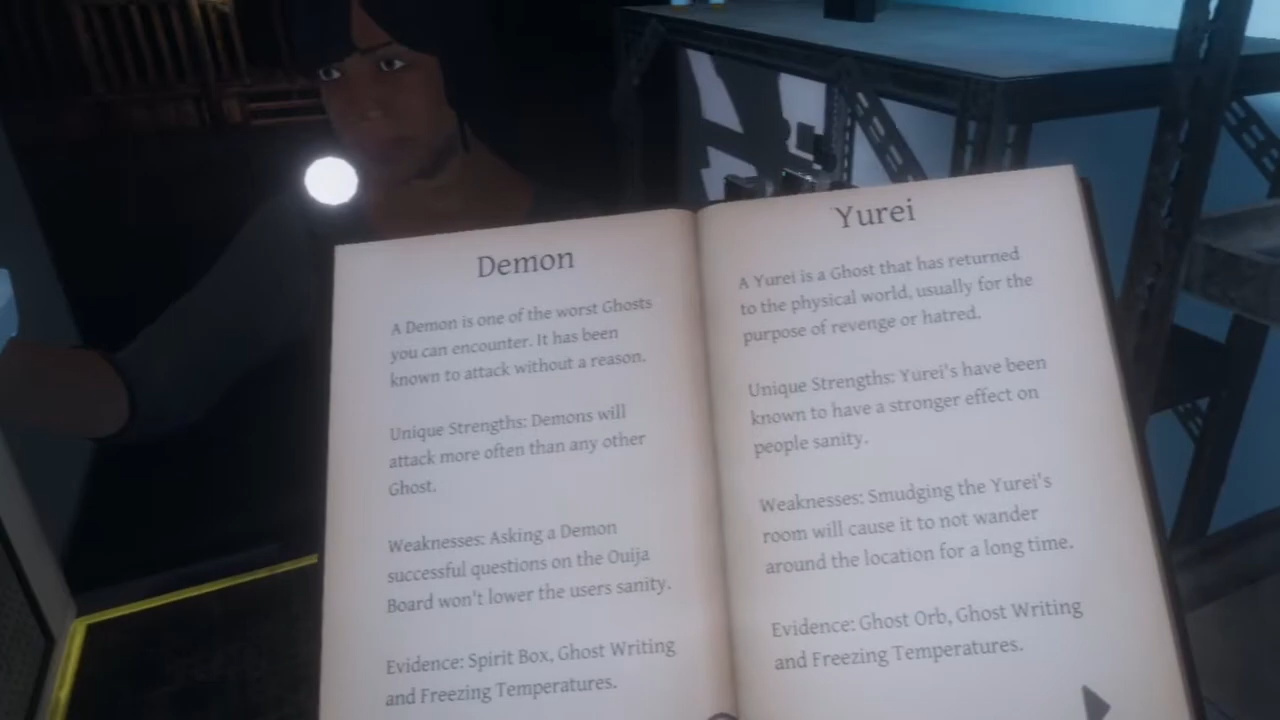 Demon
A Demon is one of the worst Ghosts
you can encounter. It has been
known to attack without a reason.
Unique Strengths: Demons will
attack more often than any other
Ghost.
Weaknesses: Asking a Demon
successful questions on the Ouija
Board won't lower the users sanity.
Evidence: Spirit Box, Ghost Writing
and Freezing Temperatures.
Yurei
A Yurei is a Ghost that has returned
to the physical world, usually for the
purpose of revenge or hatred.
Unique Strengths: Yurei's have been
known to have a stronger effect on
people sanity.
Weaknesses: Smudging the Yurei's
room will cause it to not wander
around the location for a long time.
Evidence: Ghost Orb, Ghost Writing
and Freezing Temperatures.